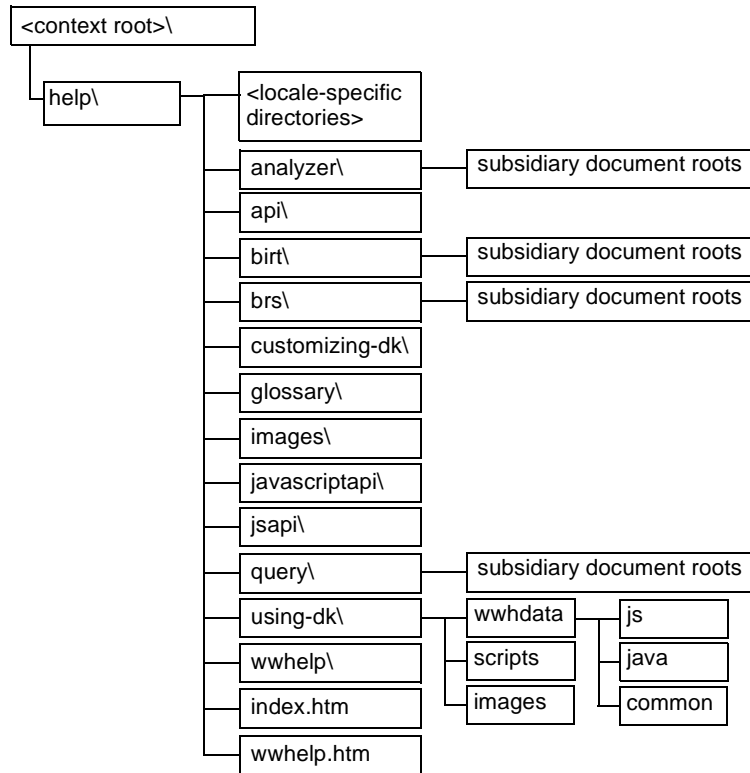 <context root>\
help\
<locale-specific
directories>
analyzer\
subsidiary document roots
api\
birt\
subsidiary document roots
brs\
subsidiary document roots
customizing-dk\
glossary\
images\
javascriptapi\
jsapi\
query\
subsidiary document roots
using-dk\
wwhdata
js
wwhelp\
scripts
java
index.htm
images
common
wwhelp.htm